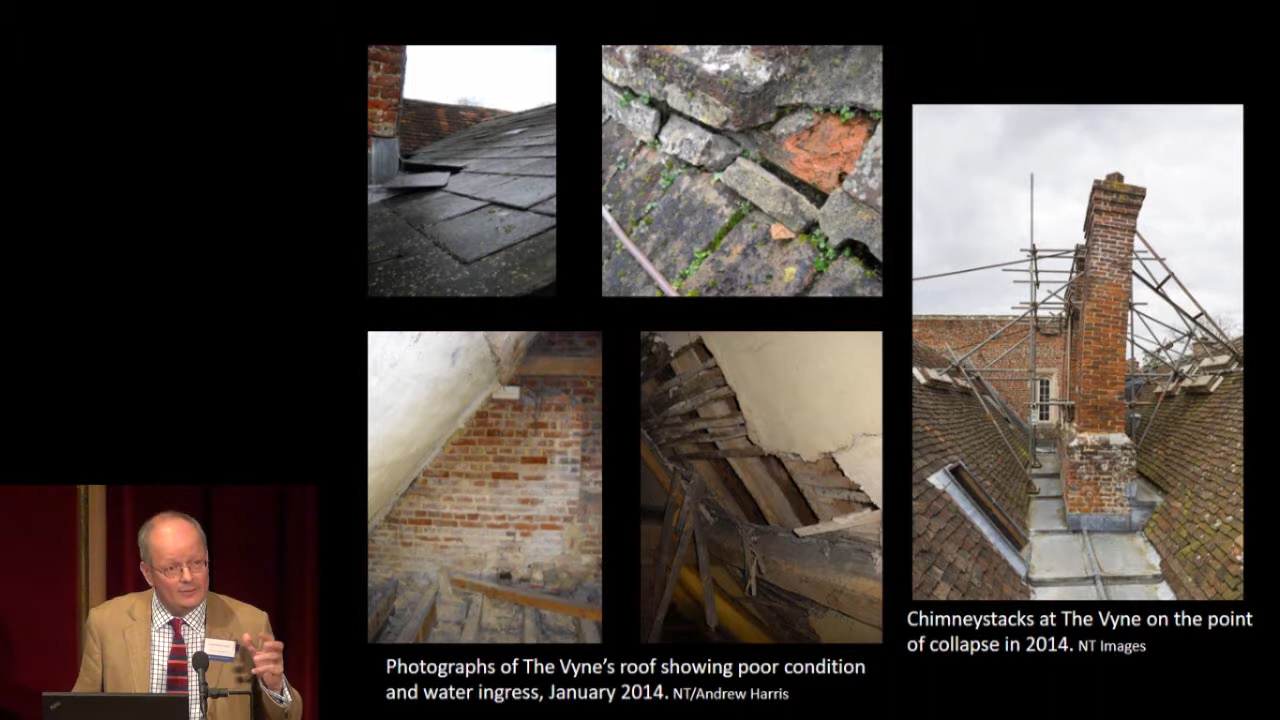 Photographs of The Vyne's roof showing poor condition
and water ingress, January 2014. NT/Andrew Harris
Chimneystacks at The Vyne on the point
of collapse in 2014. NT Images